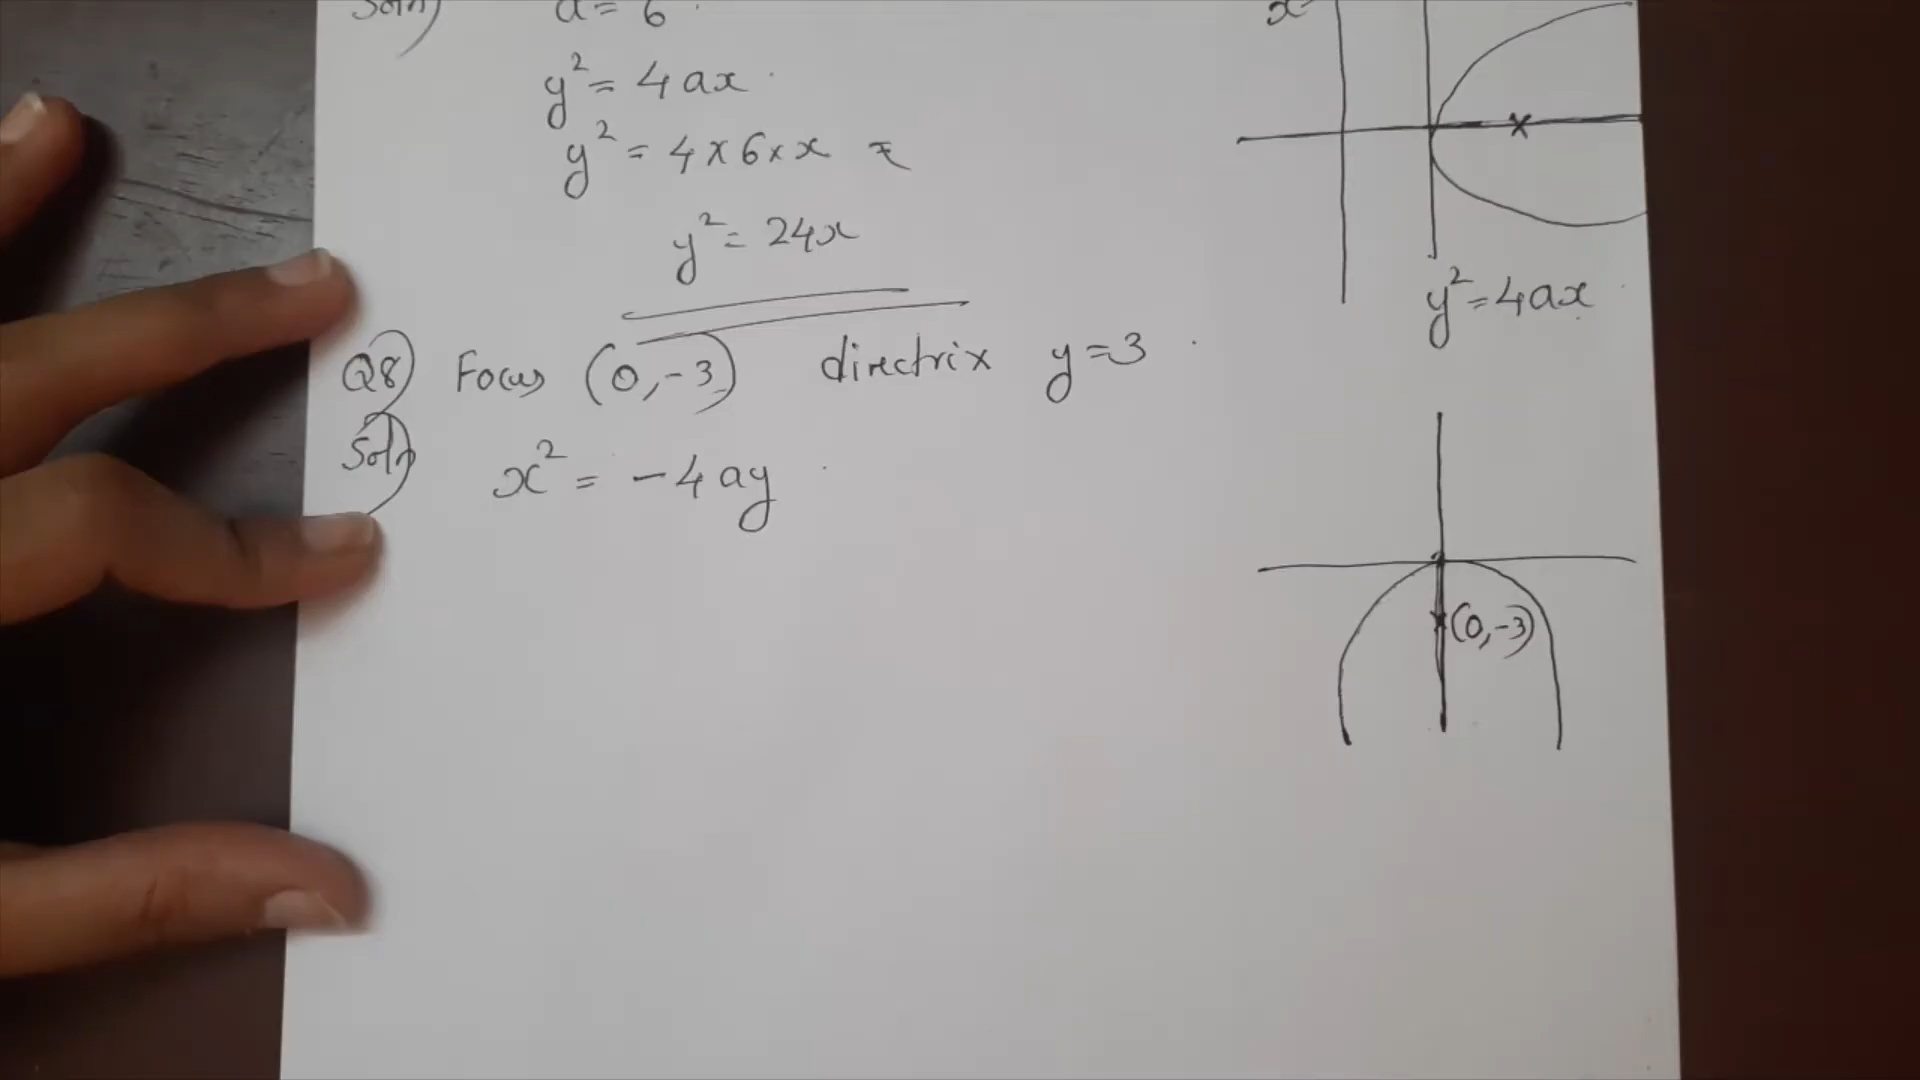 Soln) a = 6
x
y² = 4ax
y² = 4×6×x
y² = 24x
y² = 4ax
Q8) Focus (0,-3) directrix y=3
Soln) x² = -4ay
(0,-3)